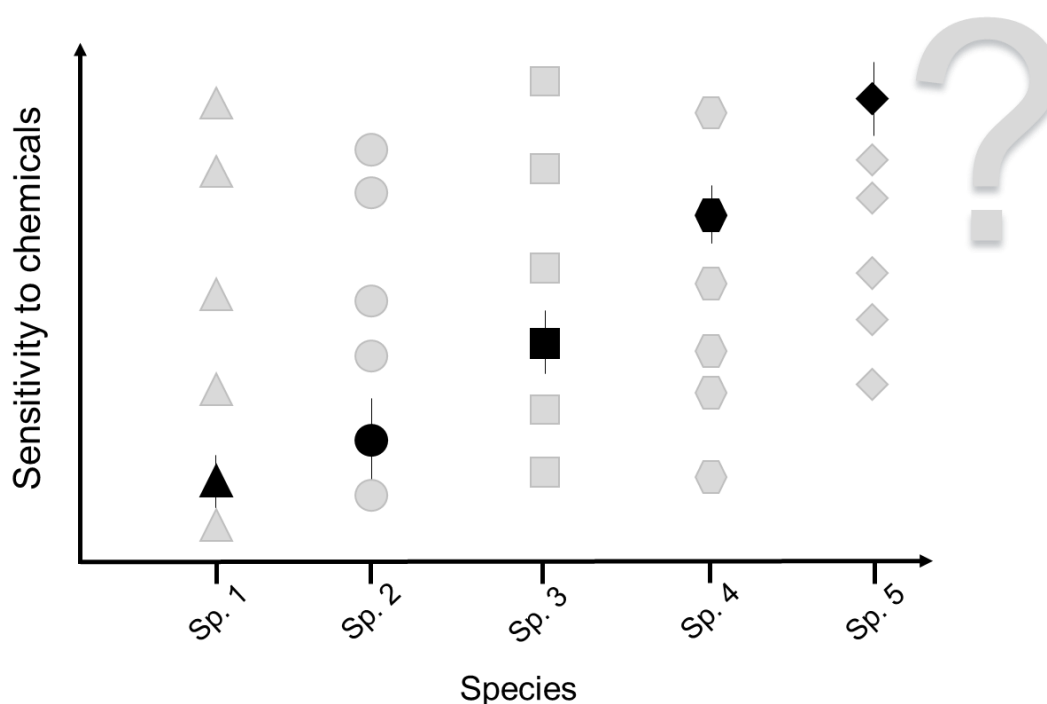 Sensitivity to chemicals
?
Sp. 1
Sp. 2
Sp. 3
Sp. 4
Sp. 5
Species